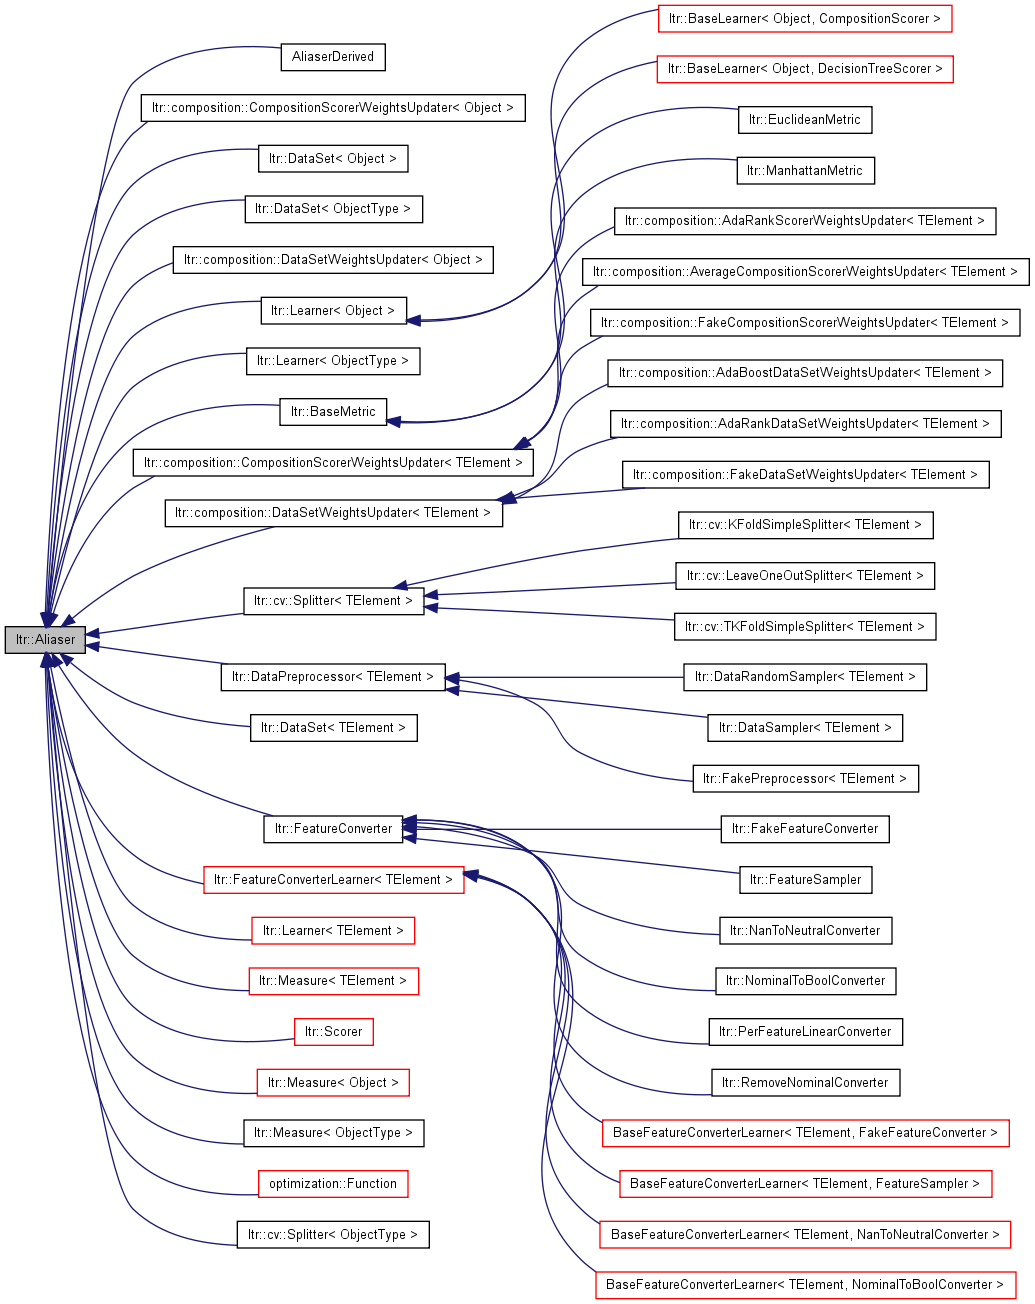 ltr::BaseLearner< Object, CompositionScorer >
AliaserDerived
ltr::BaseLearner< Object, DecisionTreeScorer >
ltr::composition::CompositionScorerWeightsUpdater< Object >
ltr::EuclideanMetric
ltr::DataSet< Object >
ltr::ManhattanMetric
ltr::DataSet< ObjectType >
ltr::composition::AdaRankScorerWeightsUpdater< TElement >
ltr::composition::DataSetWeightsUpdater< Object >
ltr::composition::AverageCompositionScorerWeightsUpdater< TElement >
ltr::Learner< Object >
ltr::composition::FakeCompositionScorerWeightsUpdater< TElement >
ltr::Learner< ObjectType >
ltr::composition::AdaBoostDataSetWeightsUpdater< TElement >
ltr::BaseMetric
ltr::composition::AdaRankDataSetWeightsUpdater< TElement >
ltr::composition::CompositionScorerWeightsUpdater< TElement >
ltr::composition::FakeDataSetWeightsUpdater< TElement >
ltr::composition::DataSetWeightsUpdater< TElement >
ltr::cv::KFoldSimpleSplitter< TElement >
ltr::cv::LeaveOneOutSplitter< TElement >
ltr::cv::Splitter< TElement >
ltr::cv::TKFoldSimpleSplitter< TElement >
ltr::Aliaser
ltr::DataPreprocessor< TElement >
ltr::DataRandomSampler< TElement >
ltr::DataSet< TElement >
ltr::DataSampler< TElement >
ltr::FakePreprocessor< TElement >
ltr::FeatureConverter
ltr::FakeFeatureConverter
ltr::FeatureConverterLearner< TElement >
ltr::FeatureSampler
ltr::Learner< TElement >
ltr::NanToNeutralConverter
ltr::Measure< TElement >
ltr::NominalToBoolConverter
ltr::Scorer
ltr::PerFeatureLinearConverter
ltr::Measure< Object >
ltr::RemoveNominalConverter
ltr::Measure< ObjectType >
BaseFeatureConverterLearner< TElement, FakeFeatureConverter >
optimization::Function
BaseFeatureConverterLearner< TElement, FeatureSampler >
ltr::cv::Splitter< ObjectType >
BaseFeatureConverterLearner< TElement, NanToNeutralConverter >
BaseFeatureConverterLearner< TElement, NominalToBoolConverter >